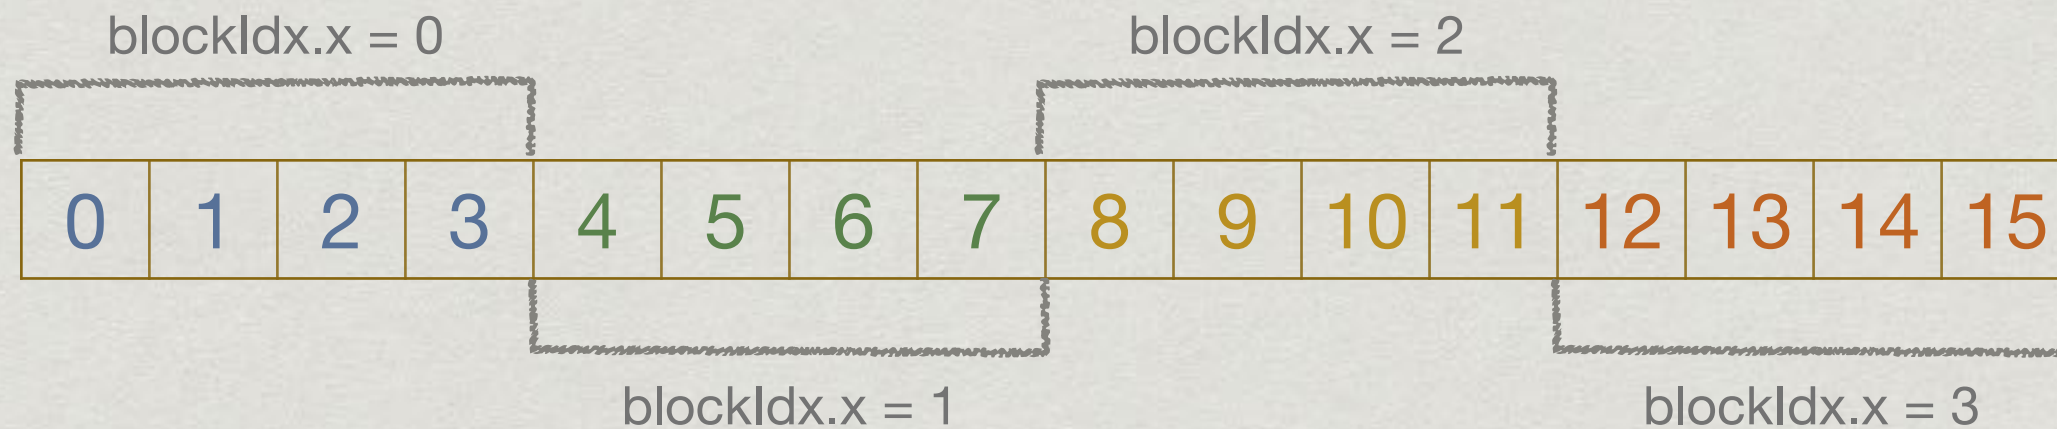 blockIdx.x = 0
blockIdx.x = 2
0 1 2 3 4 5 6 7 8 9 10 11 12 13 14 15
blockIdx.x = 1
blockIdx.x = 3